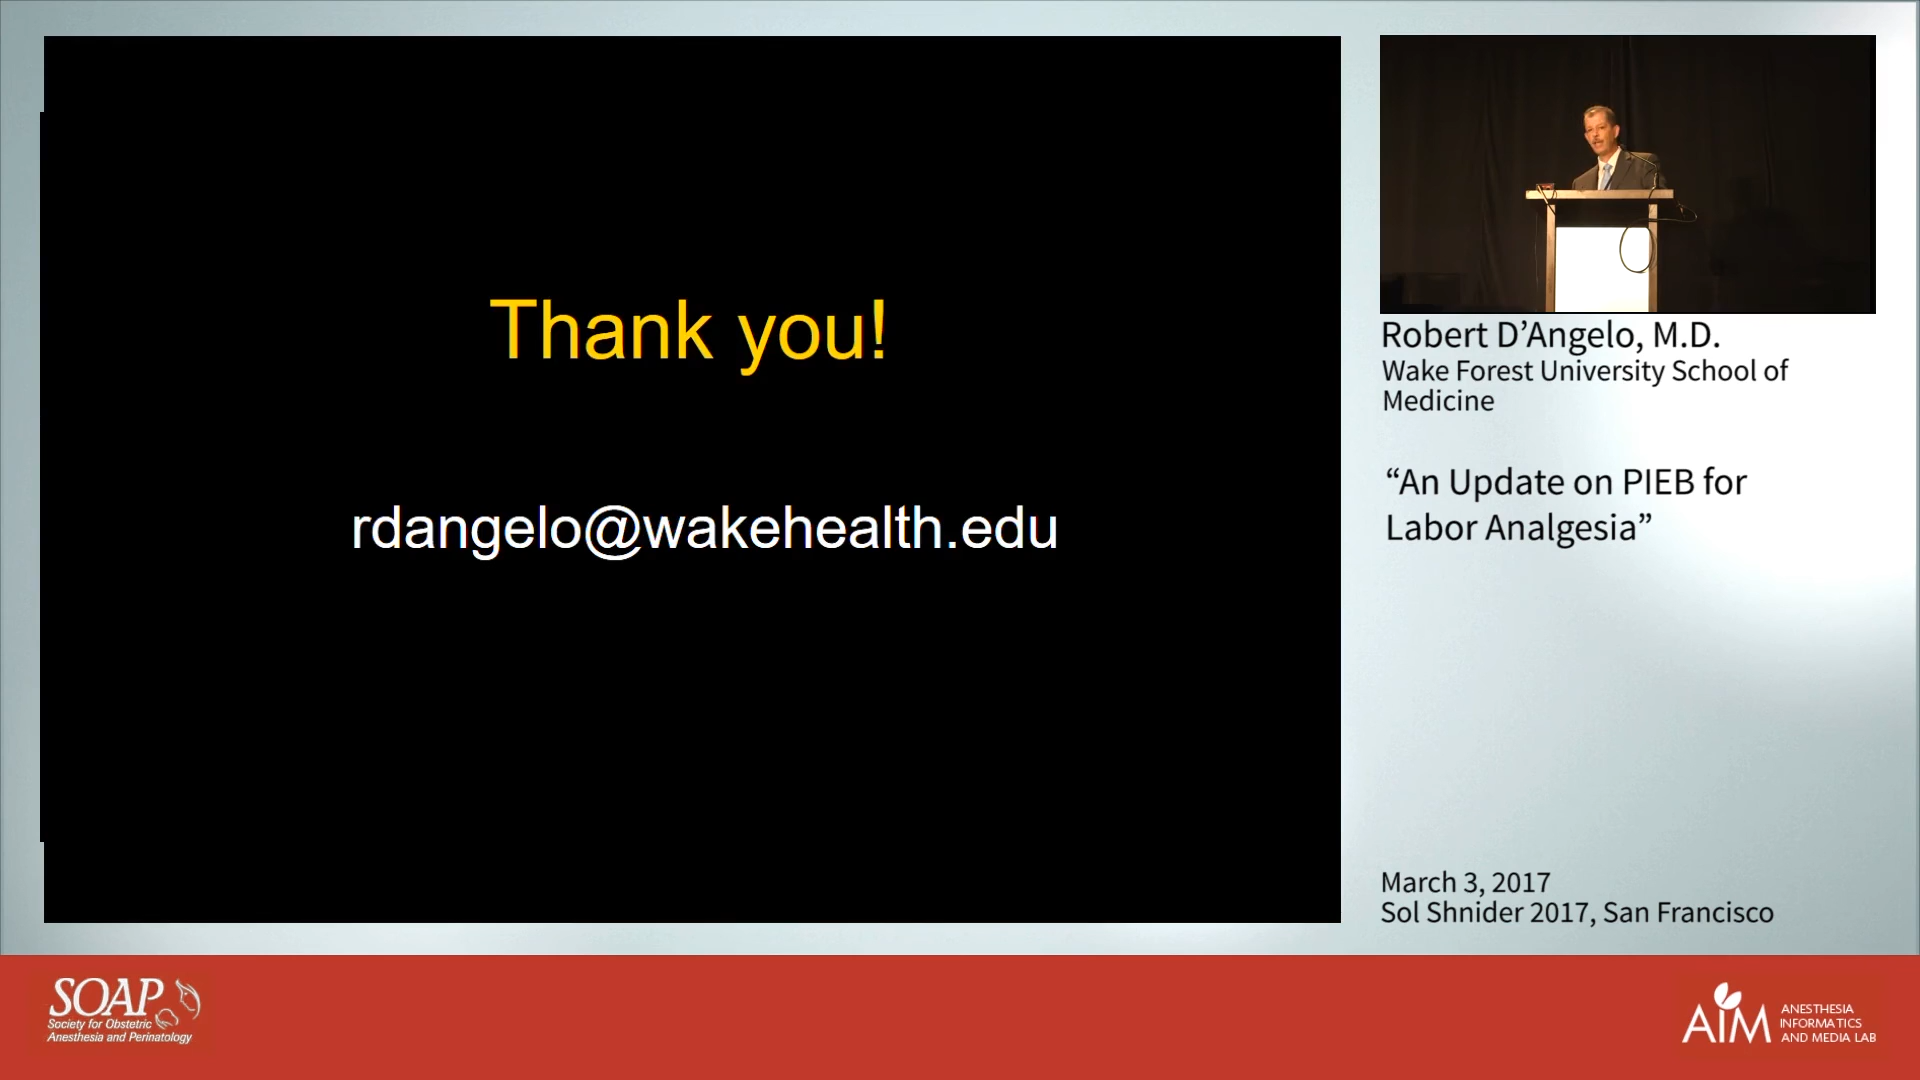 Thank you!
rdangelo@wakehealth.edu
Robert D’Angelo, M.D.
Wake Forest University School of
Medicine
“An Update on PIEB for
Labor Analgesia”
March 3, 2017
Sol Shnider 2017, San Francisco
SOAP
Society for Obstetric
Anesthesia and Perinatology
AIM
ANESTHESIA
INFORMATICS
AND MEDIA LAB